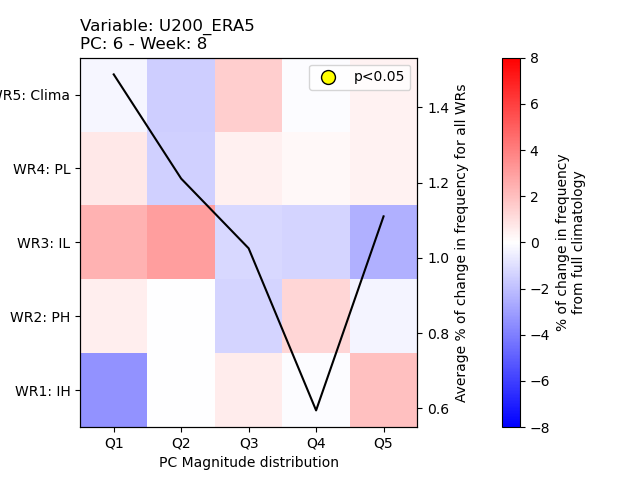 Variable: U200_ERA5
PC: 6 - Week: 8
p<0.05
WR5: Clima
WR4: PL
WR3: IL
WR2: PH
WR1: IH
Q1 Q2 Q3 Q4 Q5
PC Magnitude distribution
1.4
1.2
1.0
0.8
0.6
Average % of change in frequency for all WRs
8
6
4
2
0
−2
−4
−6
−8
% of change in frequency
from full climatology